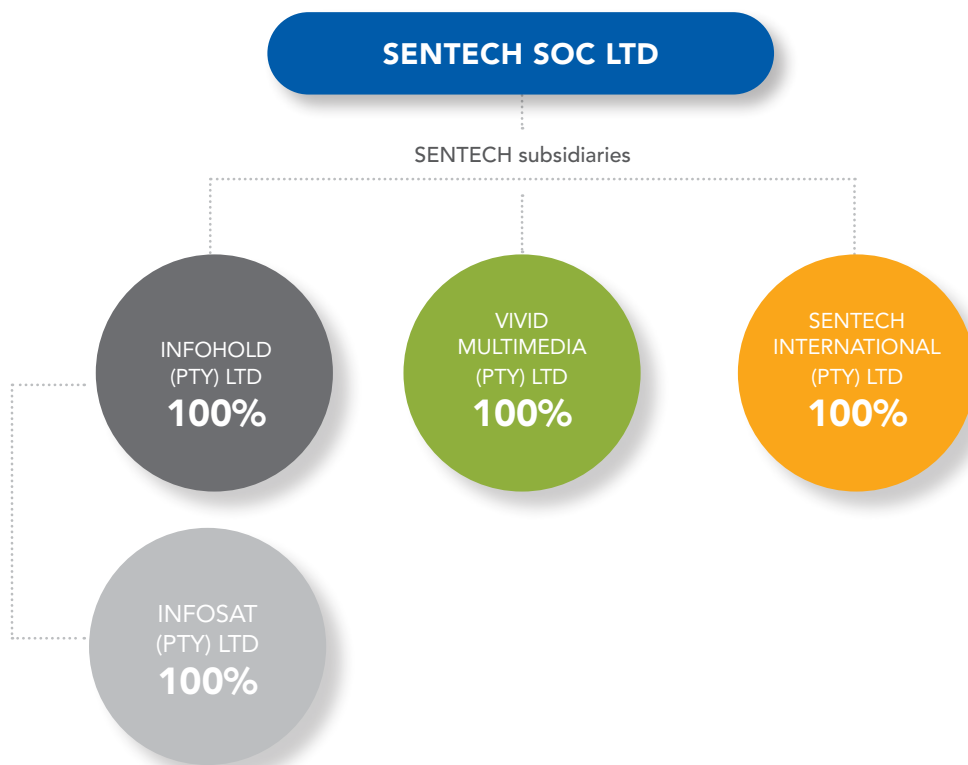 SENTECH SOC LTD
SENTECH subsidiaries
INFOHOLD
(PTY) LTD
100%
VIVID
MULTIMEDIA
(PTY) LTD
100%
SENTECH
INTERNATIONAL
(PTY) LTD
100%
INFOSAT
(PTY) LTD
100%